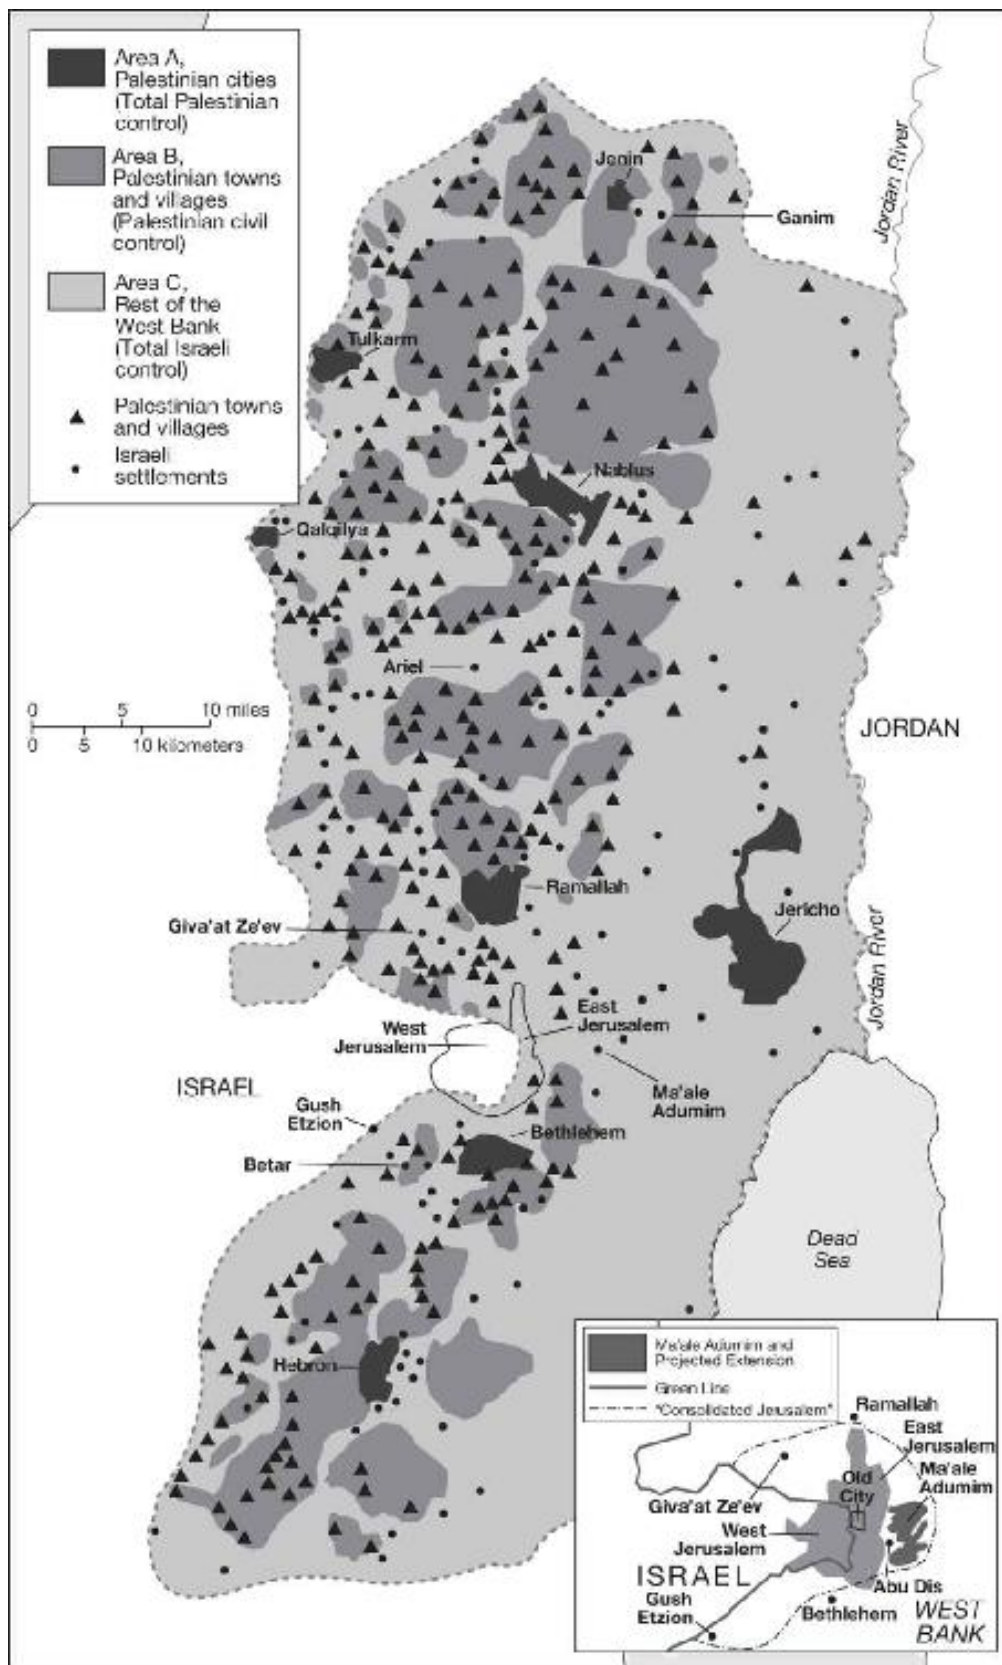 Area A,
Palestinian cities
(Total Palestinian
control)
Area B,
Palestinian towns
and villages
(Palestinian civil
control)
Area C,
Rest of the
West Bank
(Total Israeli
control)
Palestinian towns
and villages
Israeli
settlements
Jordan River
Jenin
Ganim
Tulkarm
Nablus
Qalqilya
Ariel
0 5 10 miles
0 5 10 kilometers
JORDAN
Ramallah
Jericho
Giva'at Ze'ev
Jordan River
East
Jerusalem
West
Jerusalem
ISRAEL
Ma'ale
Adumim
Gush
Etzion
Bethlehem
Betar
Dead
Sea
Hebron
Ma'ale Adumim and
Projected Extension
Green Line
"Consolidated Jerusalem"
Ramallah
East
Jerusalem
Ma'ale
Adumim
Old
City
Giva'at Ze'ev
West
Jerusalem
ISRAEL
Abu Dis
Gush
Etzion
Bethlehem
WEST
BANK